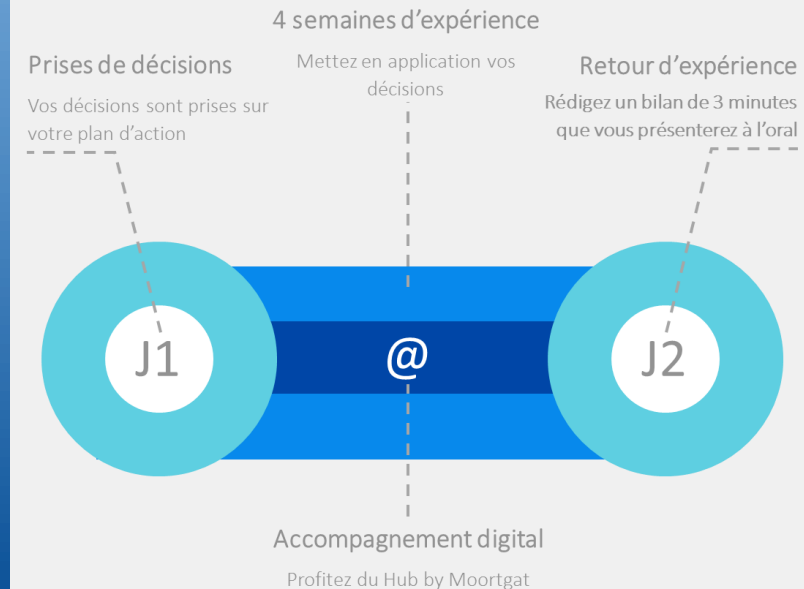 4 semaines d'expérience
Mettez en application vos
décisions
Prises de décisions
Vos décisions sont prises sur
votre plan d'action
Retour d'expérience
Rédigez un bilan de 3 minutes
que vous présenterez à l'oral
J1
@
J2
Accompagnement digital
Profitez du Hub by Moortgat